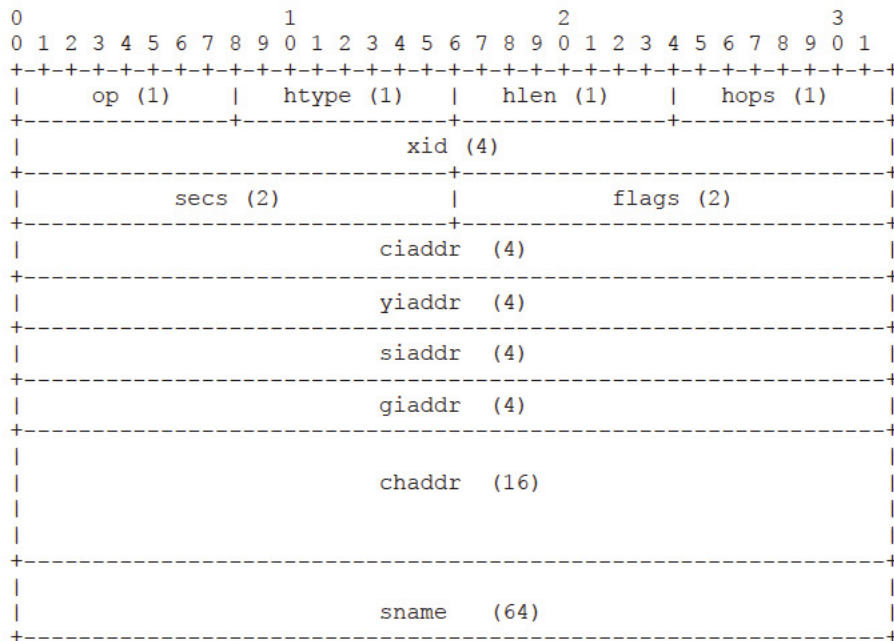 0                   1                   2                   3
0 1 2 3 4 5 6 7 8 9 0 1 2 3 4 5 6 7 8 9 0 1 2 3 4 5 6 7 8 9 0 1
+-+-+-+-+-+-+-+-+-+-+-+-+-+-+-+-+-+-+-+-+-+-+-+-+-+-+-+-+-+-+-+-+
|     op (1)    |   htype (1)   |   hlen (1)    |   hops (1)    |
+---------------+---------------+---------------+---------------+
|                            xid (4)                            |
+-------------------------------+-------------------------------+
|           secs (2)            |           flags (2)           |
+-------------------------------+-------------------------------+
|                          ciaddr  (4)                          |
+---------------------------------------------------------------+
|                          yiaddr  (4)                          |
+---------------------------------------------------------------+
|                          siaddr  (4)                          |
+---------------------------------------------------------------+
|                          giaddr  (4)                          |
+---------------------------------------------------------------+
|                                                               |
|                          chaddr  (16)                         |
|                                                               |
|                                                               |
+---------------------------------------------------------------+
|                                                               |
|                          sname   (64)                         |
+---------------------------------------------------------------+